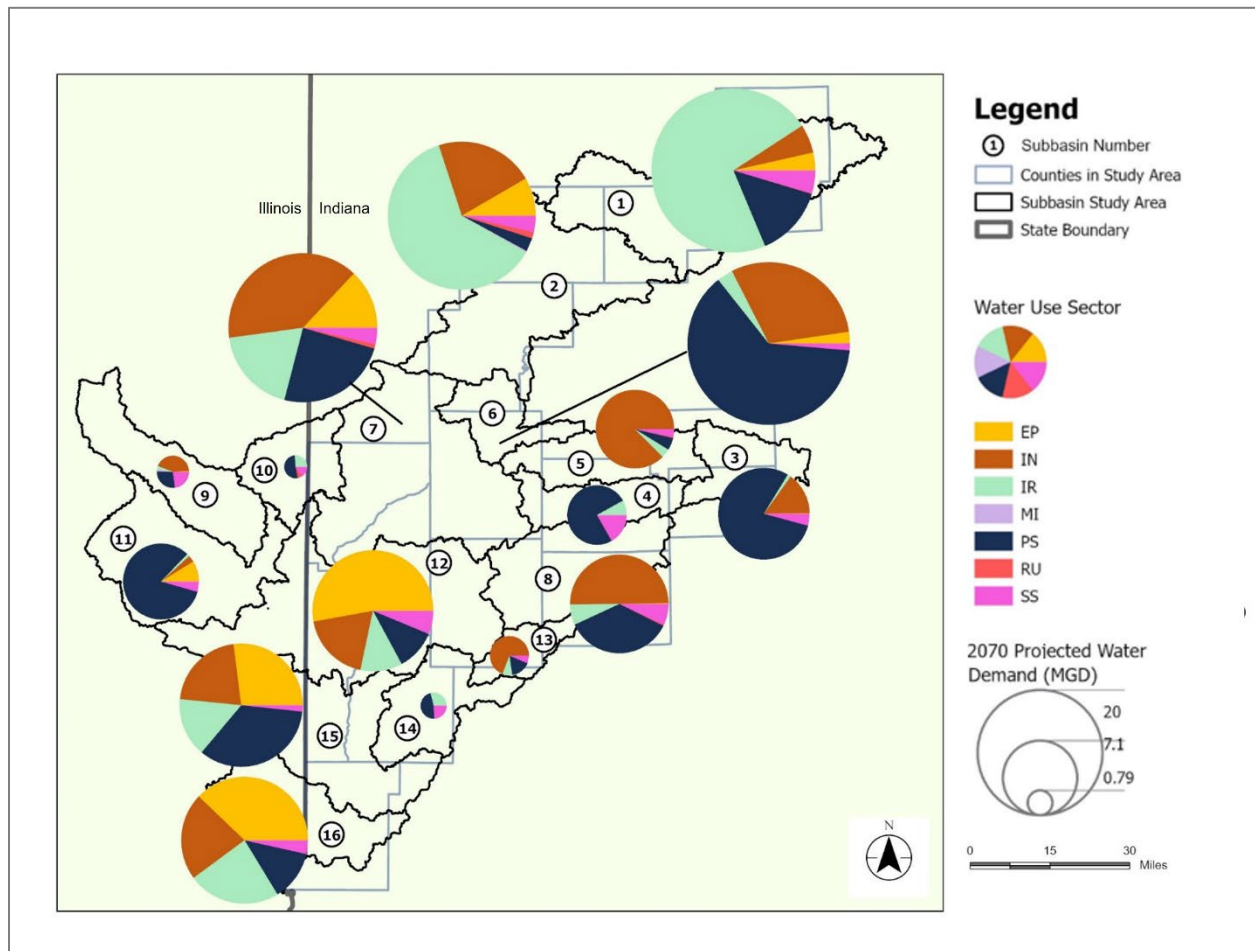 Illinois
Indiana
1
2
6
7
5
3
4
10
9
11
12
8
13
14
15
16
N
Legend
1 Subbasin Number
Counties in Study Area
Subbasin Study Area
State Boundary
Water Use Sector
EP
IN
IR
MI
PS
RU
SS
2070 Projected Water
Demand (MGD)
20
7.1
0.79
0 15 30 Miles